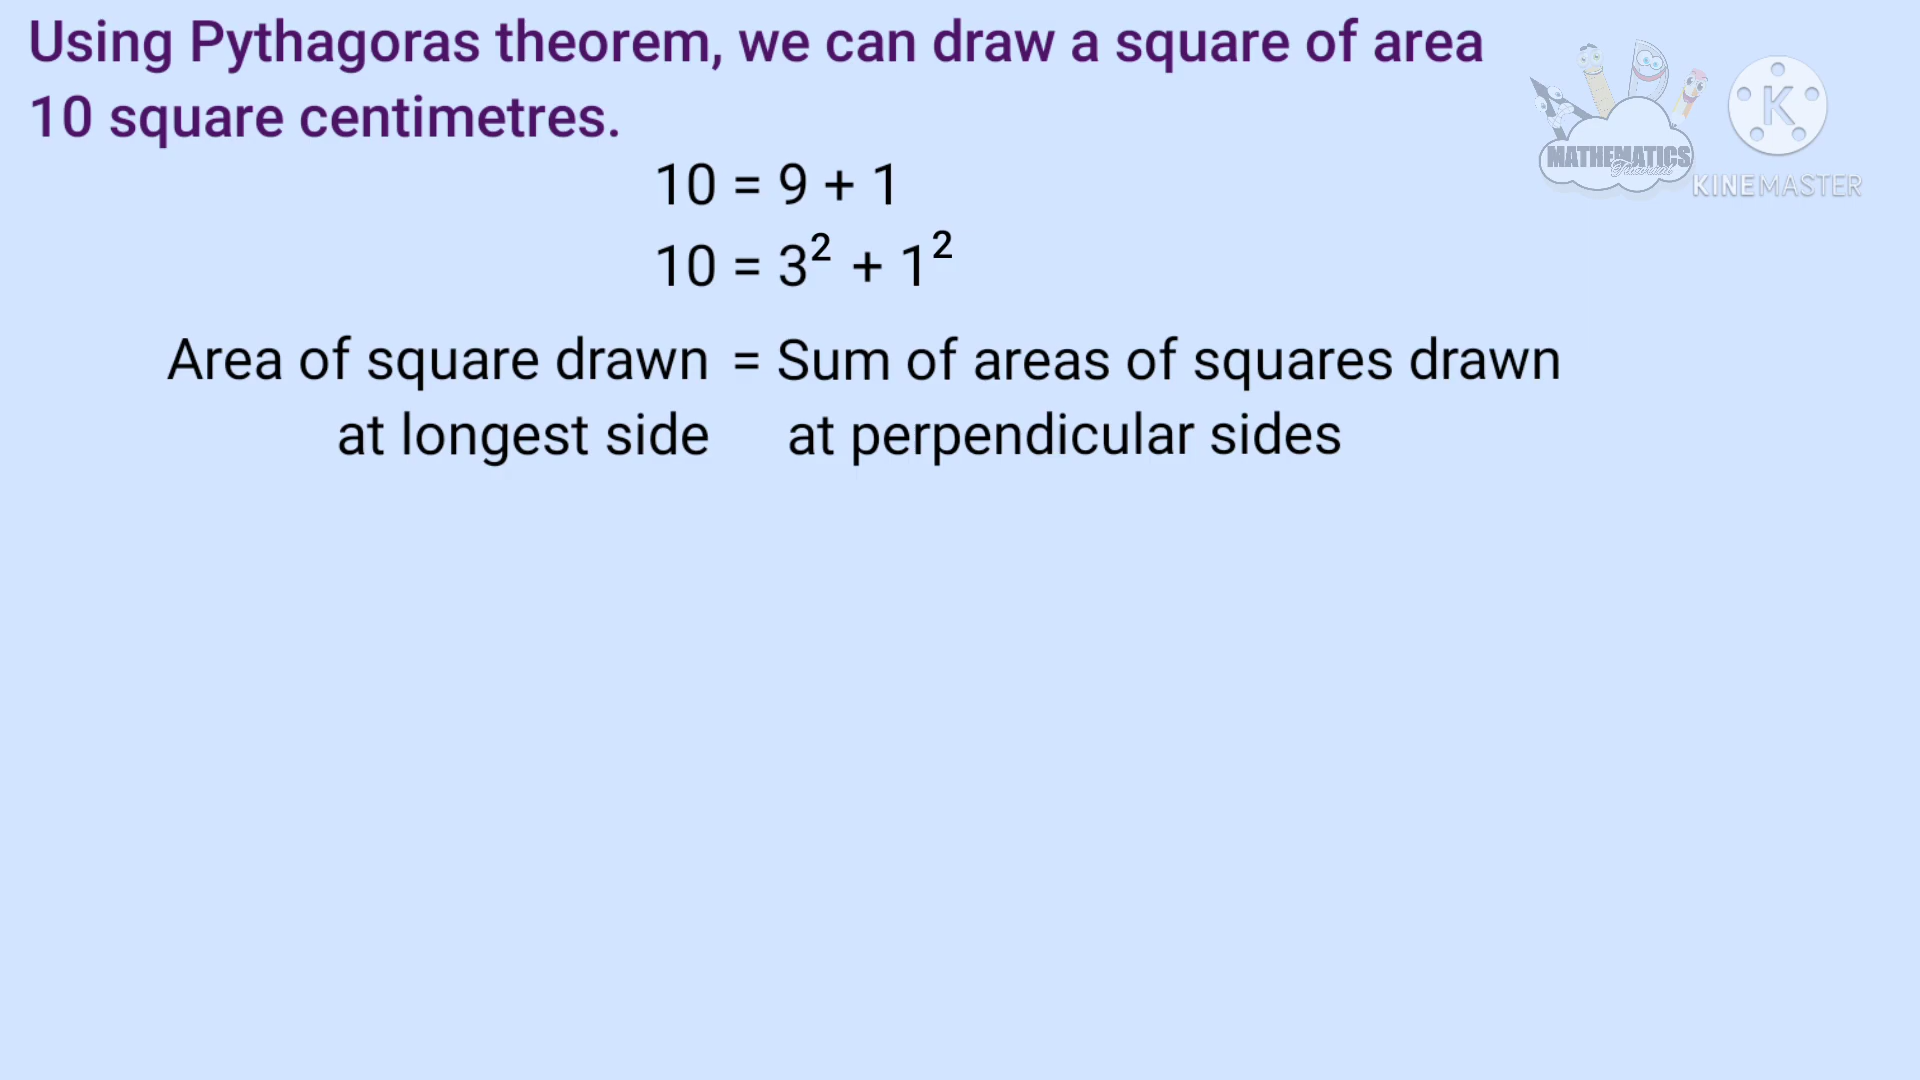 Using Pythagoras theorem, we can draw a square of area
10 square centimetres.
10 = 9 + 1
10 = 3² + 1²
Area of square drawn = Sum of areas of squares drawn
at longest side at perpendicular sides
MATHEMATICS
Tutorial
K
KINEMASTER